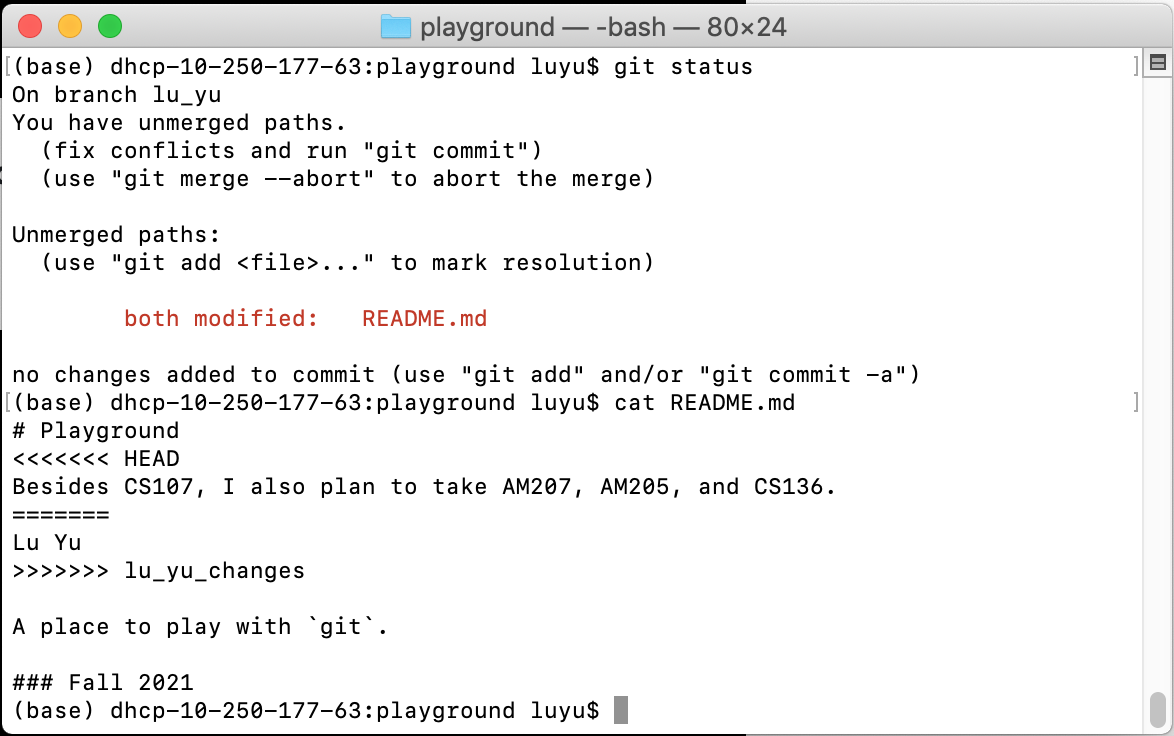 playground — -bash — 80×24
[(base) dhcp-10-250-177-63:playground luyu$ git status ]
On branch lu_yu
You have unmerged paths.
  (fix conflicts and run "git commit")
  (use "git merge --abort" to abort the merge)

Unmerged paths:
  (use "git add <file>..." to mark resolution)

        both modified:   README.md

no changes added to commit (use "git add" and/or "git commit -a")
[(base) dhcp-10-250-177-63:playground luyu$ cat README.md ]
# Playground
<<<<<<< HEAD
Besides CS107, I also plan to take AM207, AM205, and CS136.
=======
Lu Yu
>>>>>>> lu_yu_changes

A place to play with `git`.

### Fall 2021
(base) dhcp-10-250-177-63:playground luyu$